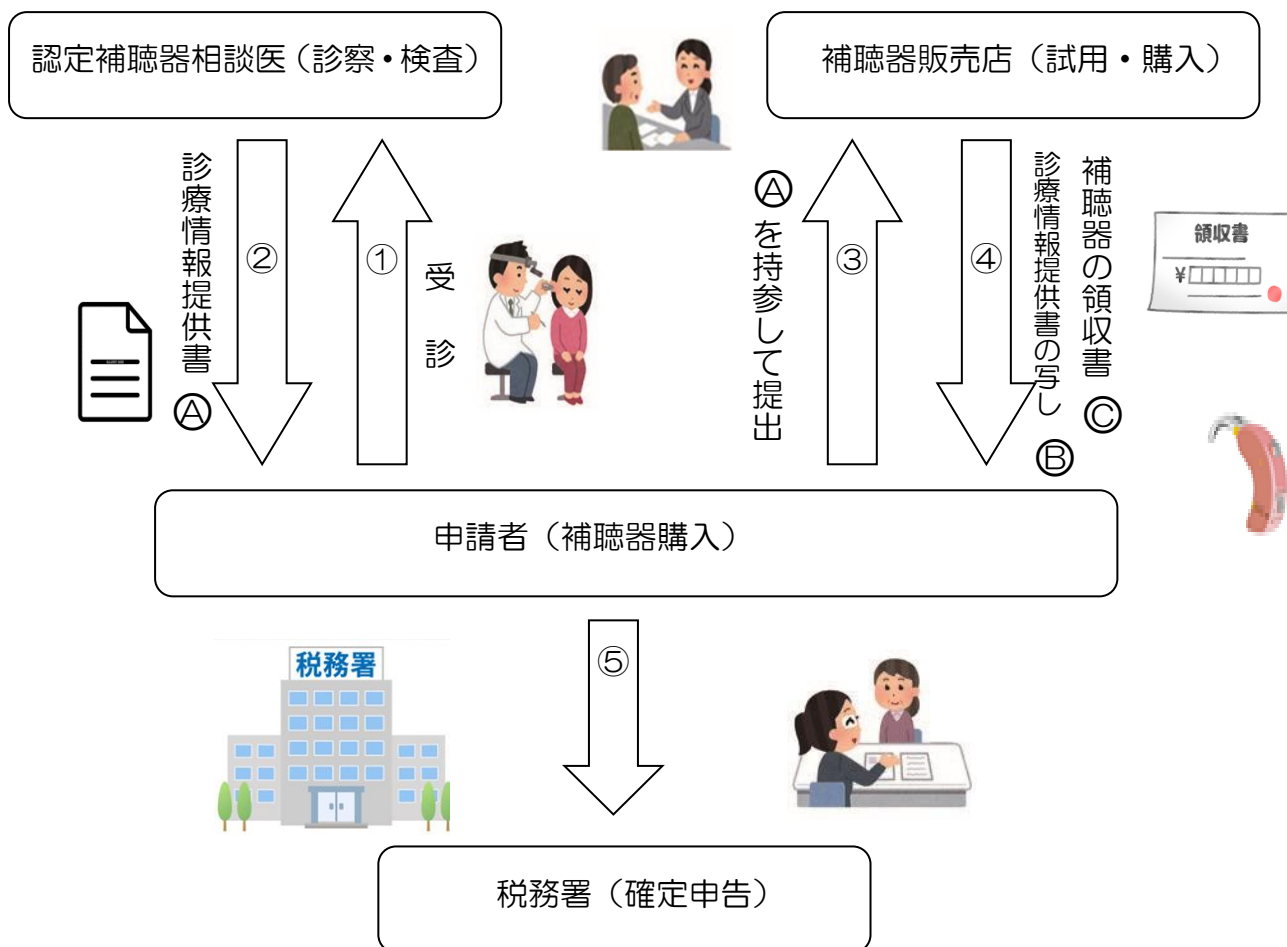 認定補聴器相談医（診察・検査）
補聴器販売店（試用・購入）
診療情報提供書 Ⓐ
②
①
受診
Ⓐを持参して提出
③
④
診療情報提供書の写し Ⓑ
補聴器の領収書 Ⓒ
領収書
¥
申請者（補聴器購入）
税務署
⑤
税務署（確定申告）